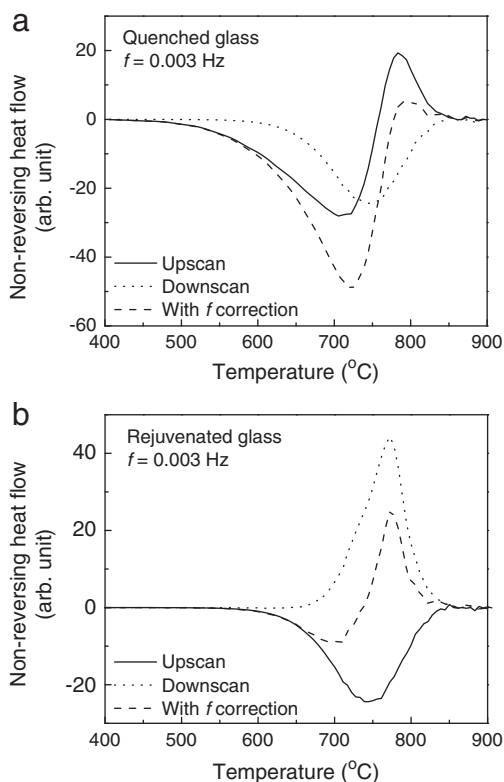 a
Quenched glass
f = 0.003 Hz
20
0
-20
-40
-60
Non-reversing heat flow
(arb. unit)
Upscan
Downscan
With f correction
400 500 600 700 800 900
Temperature (°C)
b
Rejuvenated glass
f = 0.003 Hz
40
20
0
-20
Non-reversing heat flow
(arb. unit)
Upscan
Downscan
With f correction
400 500 600 700 800 900
Temperature (°C)